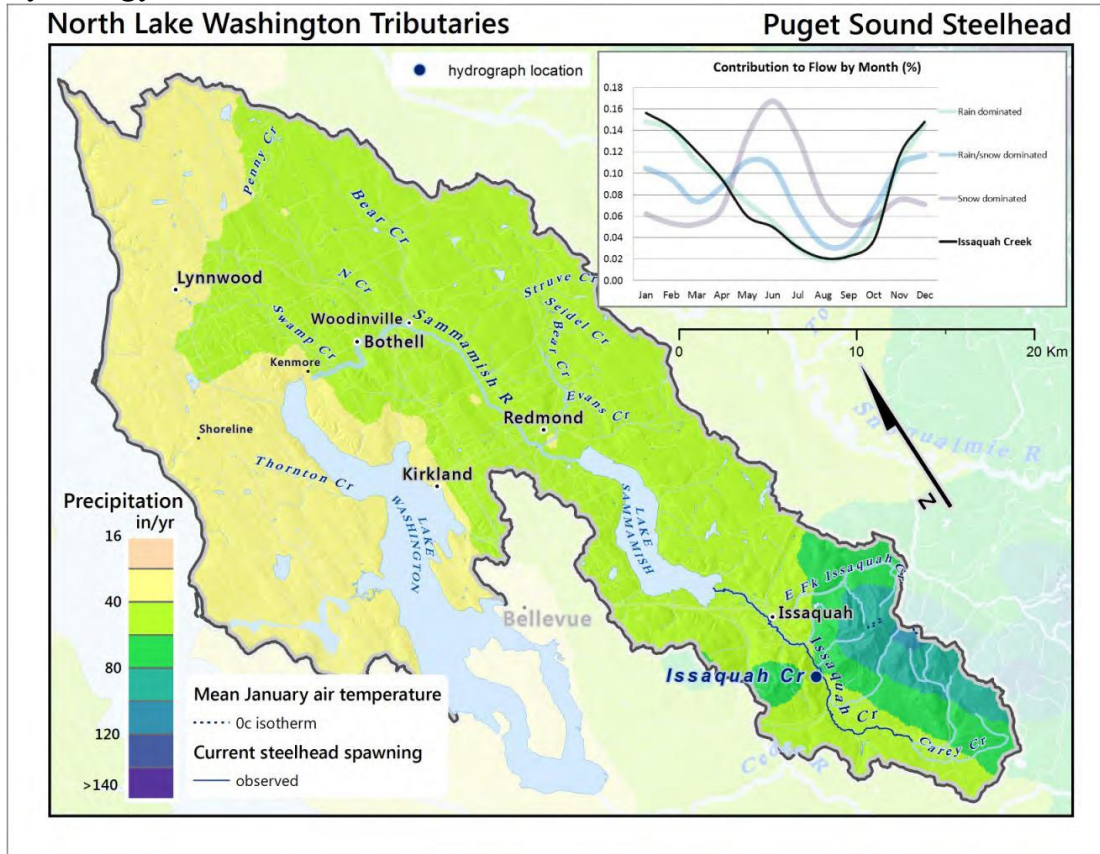 North Lake Washington Tributaries
Puget Sound Steelhead
hydrograph location
Contribution to Flow by Month (%)
0.18
0.16
0.14
0.12
0.10
0.08
0.06
0.04
0.02
0.00
Jan Feb Mar Apr May Jun Jul Aug Sep Oct Nov Dec
Rain dominated
Rain/snow dominated
Snow dominated
Issaquah Creek
0 10 20 Km
N
Penny Cr
Bear Cr
Lynnwood
N Cr
Swamp Cr
Woodinville
Bothell
Sammamish R
Kenmore
Struve Cr
Seidel Cr
Bear Cr
Evans Cr
Redmond
Shoreline
Thornton Cr
Kirkland
LAKE
WASHINGTON
LAKE
SAMMAMISH
Bellevue
Snoqualmie R
E Fk Issaquah Cr
Issaquah
Issaquah Cr
Issaquah Cr
Carey Cr
Precipitation
in/yr
16
40
80
120
>140
Mean January air temperature
0c isotherm
Current steelhead spawning
observed